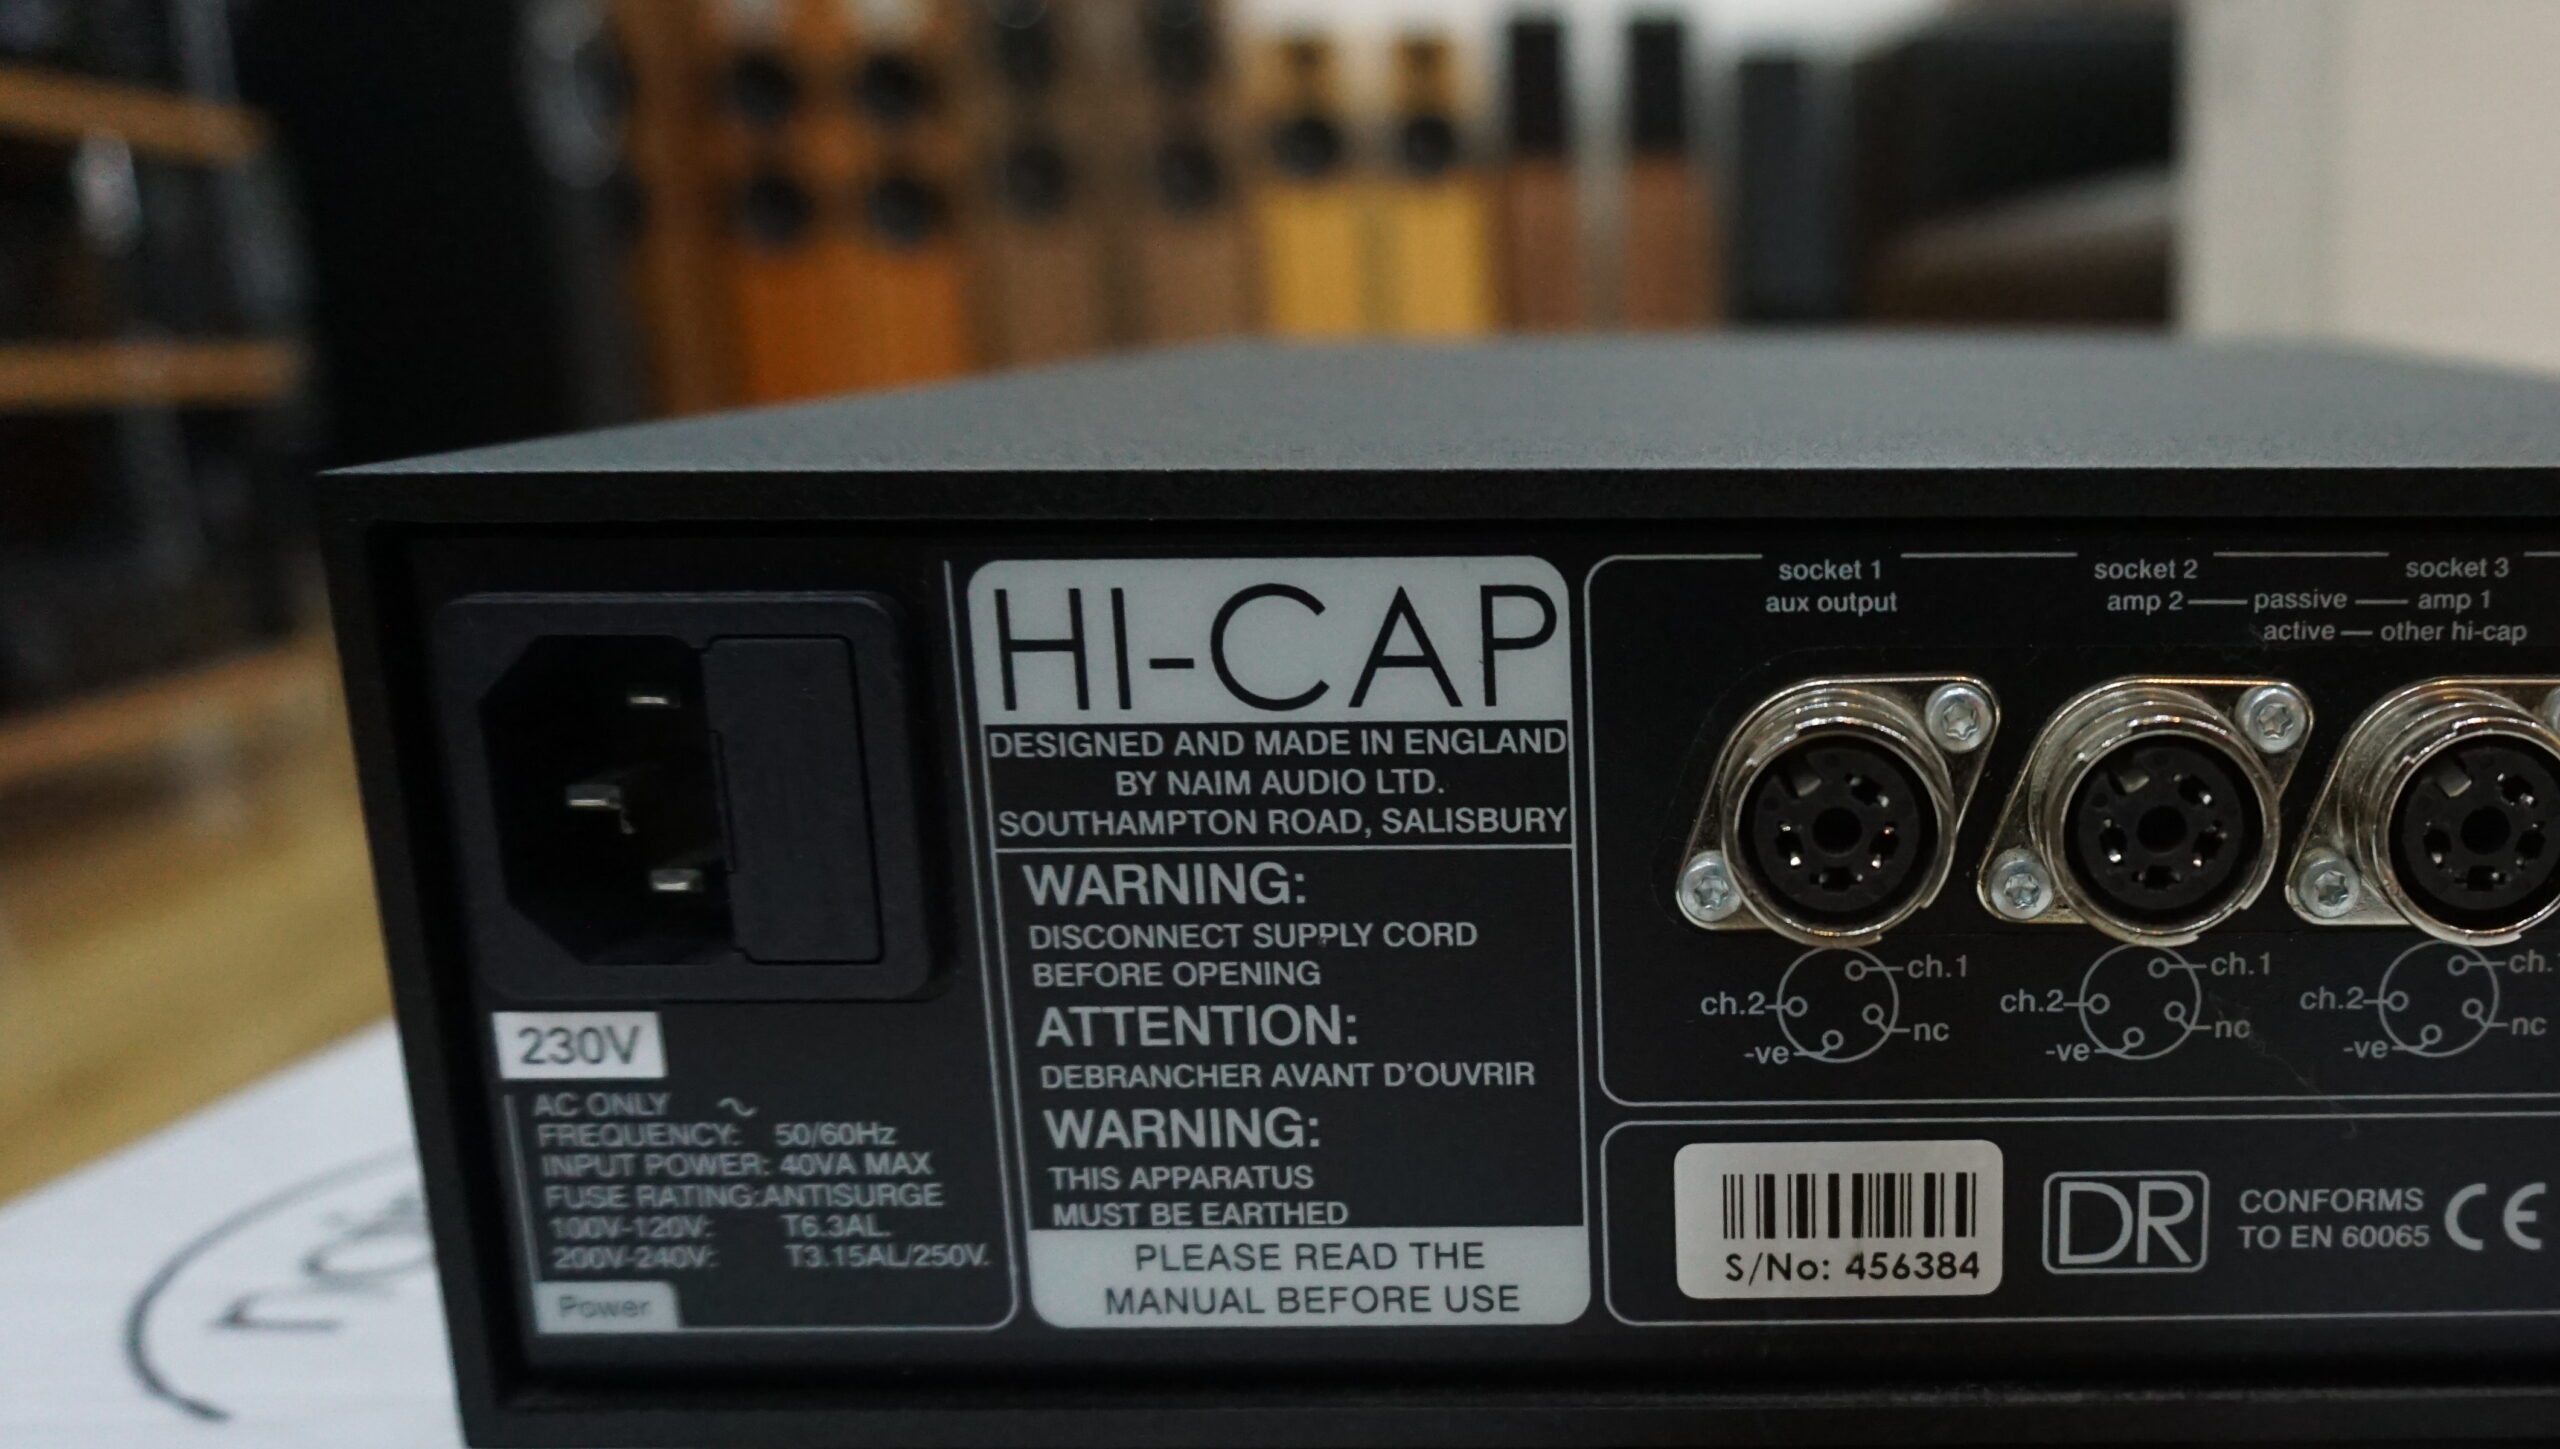 230V
AC ONLY ~
FREQUENCY: 50/60Hz
INPUT POWER: 40VA MAX
FUSE RATING:ANTISURGE
100V-120V: T6.3AL.
200V-240V: T3.15AL/250V.
Power
HI-CAP
DESIGNED AND MADE IN ENGLAND
BY NAIM AUDIO LTD.
SOUTHAMPTON ROAD, SALISBURY
WARNING:
DISCONNECT SUPPLY CORD
BEFORE OPENING
ATTENTION:
DEBRANCHER AVANT D'OUVRIR
WARNING:
THIS APPARATUS
MUST BE EARTHED
PLEASE READ THE
MANUAL BEFORE USE
socket 1 socket 2 socket 3
aux output amp 2 — passive — amp 1
active — other hi-cap
ch.1 ch.1 ch.
ch.2 ch.2 ch.2
nc nc nc
-ve -ve -ve
S/No: 456384
DR
CONFORMS
TO EN 60065
CE